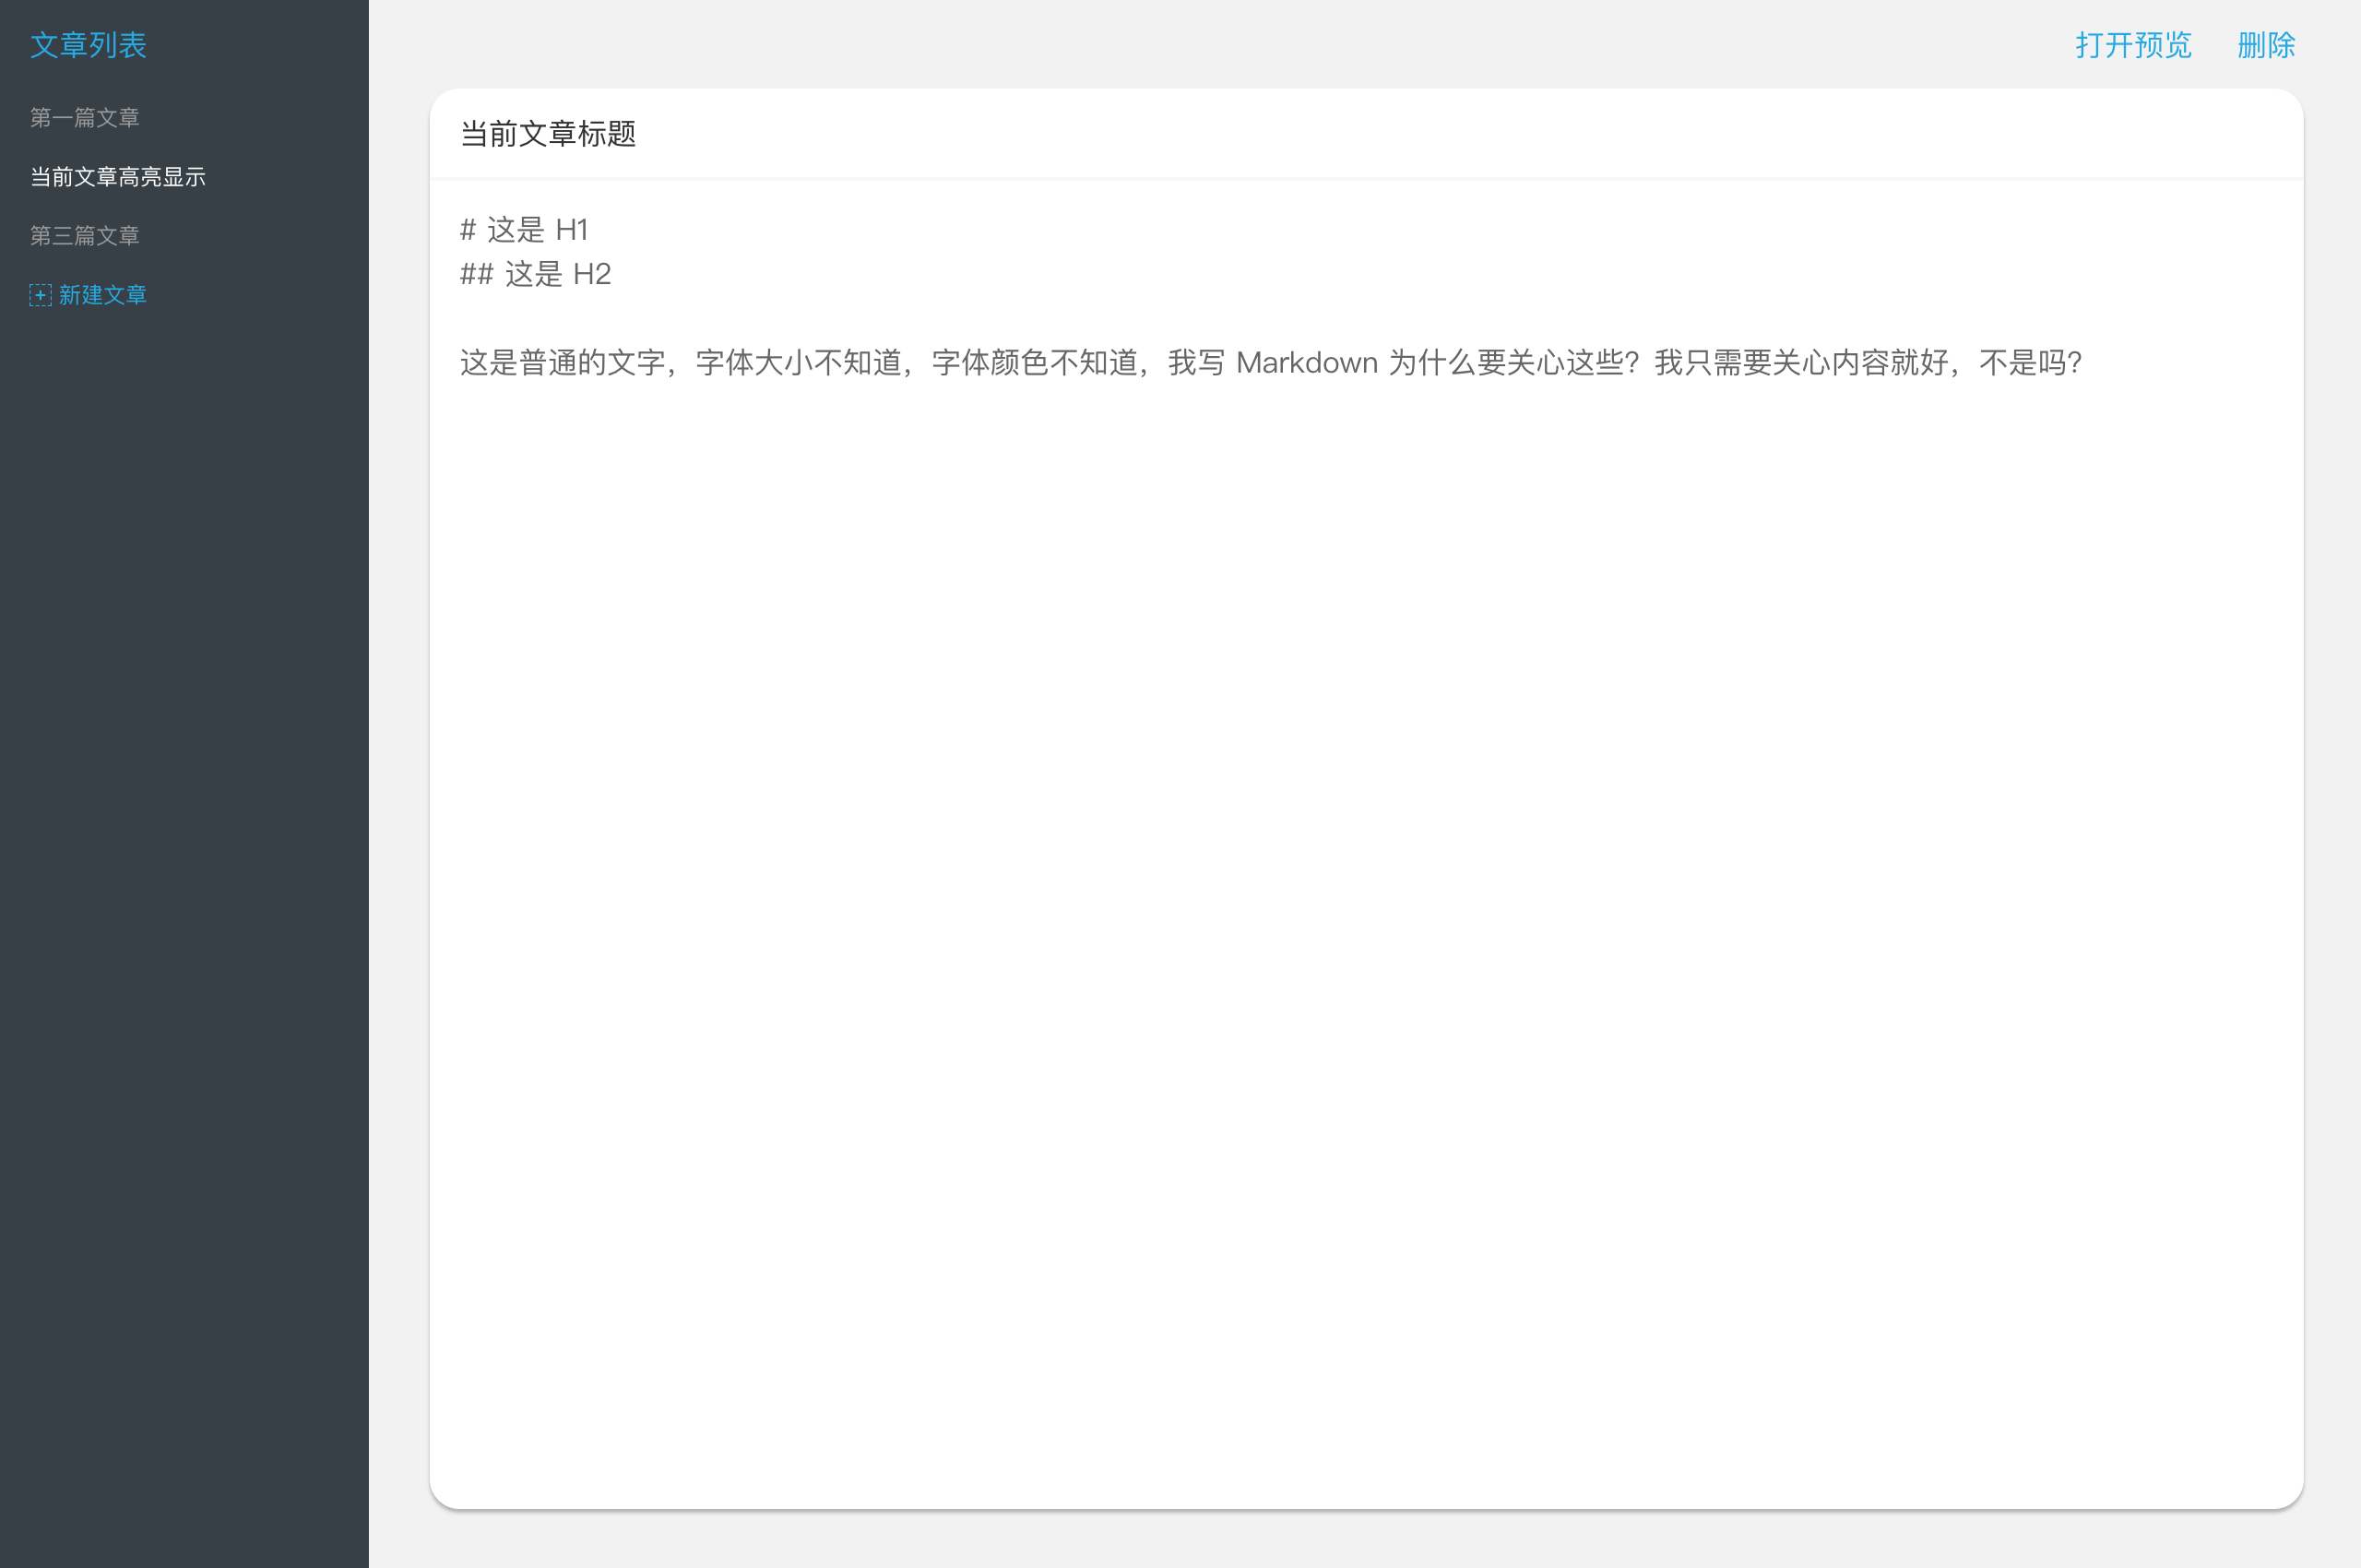 文章列表
第一篇文章
当前文章高亮显示
第三篇文章
新建文章
打开预览 删除
当前文章标题
# 这是 H1
## 这是 H2
这是普通的文字，字体大小不知道，字体颜色不知道，我写 Markdown 为什么要关心这些？我只需要关心内容就好，不是吗？